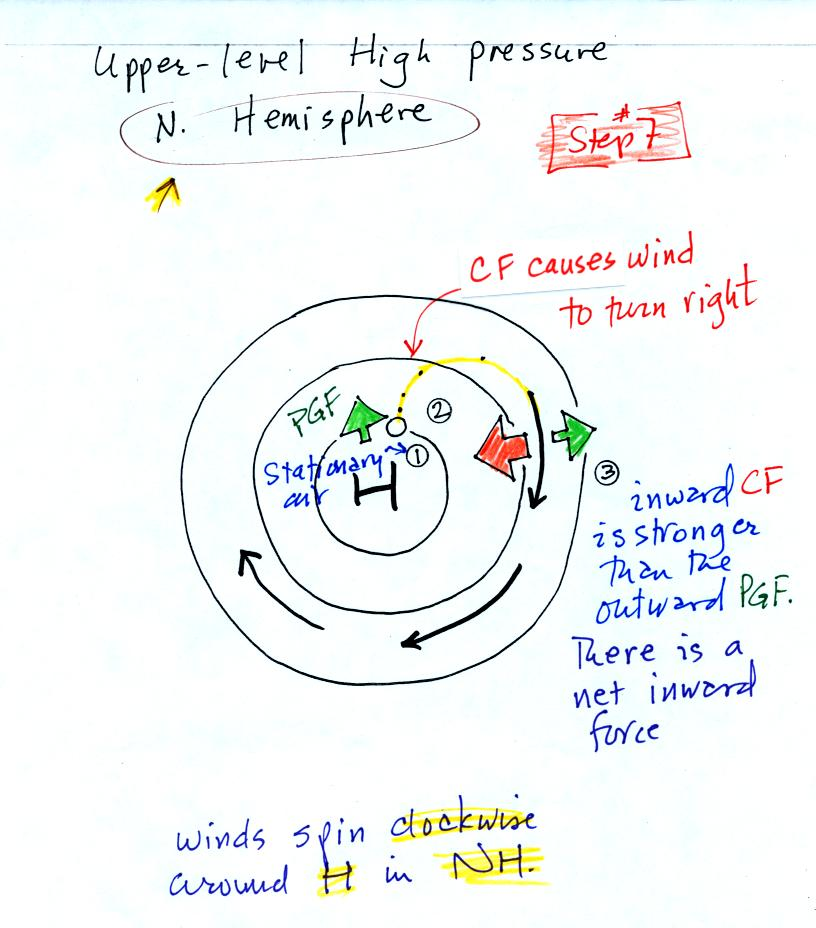 Upper-level High pressure
N. Hemisphere
Step #7
CF causes wind
to turn right
PGF
②
Stationary ①
air
H
③
inward CF
is stronger
than the
outward PGF.
There is a
net inward
force
winds spin clockwise
around H in NH.